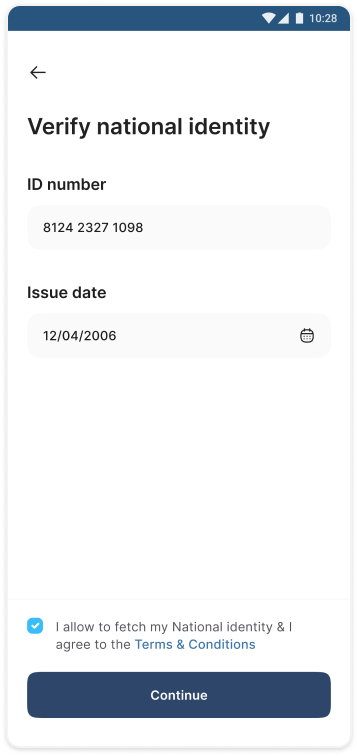 10:28
Verify national identity
ID number
8124 2327 1098
Issue date
12/04/2006
I allow to fetch my National identity & I
agree to the Terms & Conditions
Continue